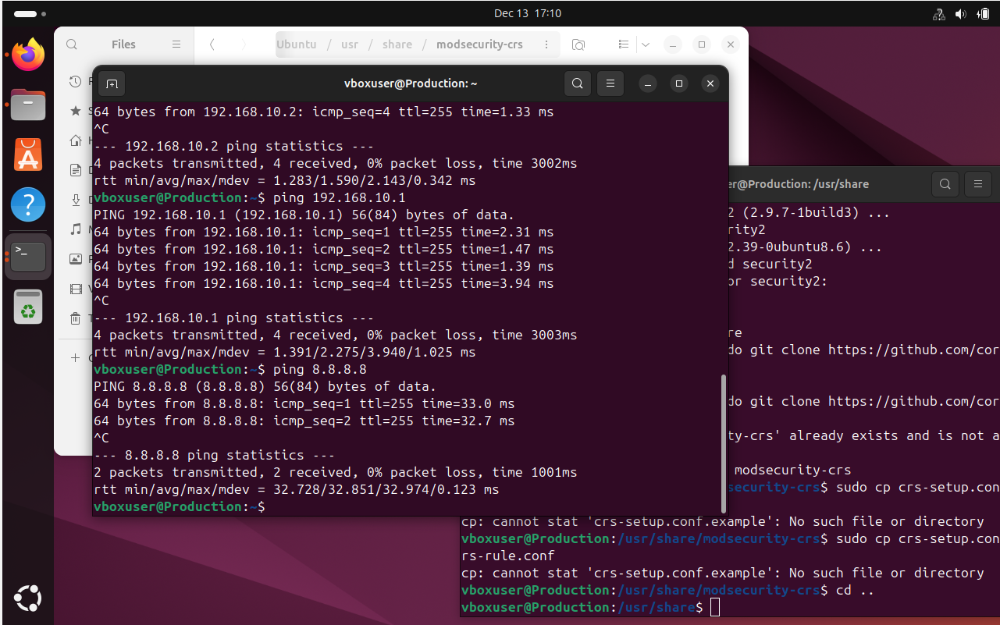 Dec 13 17:10
Files
Ubuntu / usr / share / modsecurity-crs
vboxuser@Production: ~
64 bytes from 192.168.10.2: icmp_seq=4 ttl=255 time=1.33 ms
^C
--- 192.168.10.2 ping statistics ---
4 packets transmitted, 4 received, 0% packet loss, time 3002ms
rtt min/avg/max/mdev = 1.283/1.590/2.143/0.342 ms
vboxuser@Production:~$ ping 192.168.10.1
PING 192.168.10.1 (192.168.10.1) 56(84) bytes of data.
64 bytes from 192.168.10.1: icmp_seq=1 ttl=255 time=2.31 ms
64 bytes from 192.168.10.1: icmp_seq=2 ttl=255 time=1.47 ms
64 bytes from 192.168.10.1: icmp_seq=3 ttl=255 time=1.39 ms
64 bytes from 192.168.10.1: icmp_seq=4 ttl=255 time=3.94 ms
^C
--- 192.168.10.1 ping statistics ---
4 packets transmitted, 4 received, 0% packet loss, time 3003ms
rtt min/avg/max/mdev = 1.391/2.275/3.940/1.025 ms
vboxuser@Production:~$ ping 8.8.8.8
PING 8.8.8.8 (8.8.8.8) 56(84) bytes of data.
64 bytes from 8.8.8.8: icmp_seq=1 ttl=255 time=33.0 ms
64 bytes from 8.8.8.8: icmp_seq=2 ttl=255 time=32.7 ms
^C
--- 8.8.8.8 ping statistics ---
2 packets transmitted, 2 received, 0% packet loss, time 1001ms
rtt min/avg/max/mdev = 32.728/32.851/32.974/0.123 ms
vboxuser@Production:~$
er@Production: /usr/share
2 (2.9.7-1build3) ...
rity2
2.39-0ubuntu8.6) ...
d security2
or security2:
re
do git clone https://github.com/cor
do git clone https://github.com/cor
ty-crs' already exists and is not a
modsecurity-crs
security-crs$ sudo cp crs-setup.con
cp: cannot stat 'crs-setup.conf.example': No such file or directory
vboxuser@Production:/usr/share/modsecurity-crs$ sudo cp crs-setup.con
rs-rule.conf
cp: cannot stat 'crs-setup.conf.example': No such file or directory
vboxuser@Production:/usr/share/modsecurity-crs$ cd ..
vboxuser@Production:/usr/share$